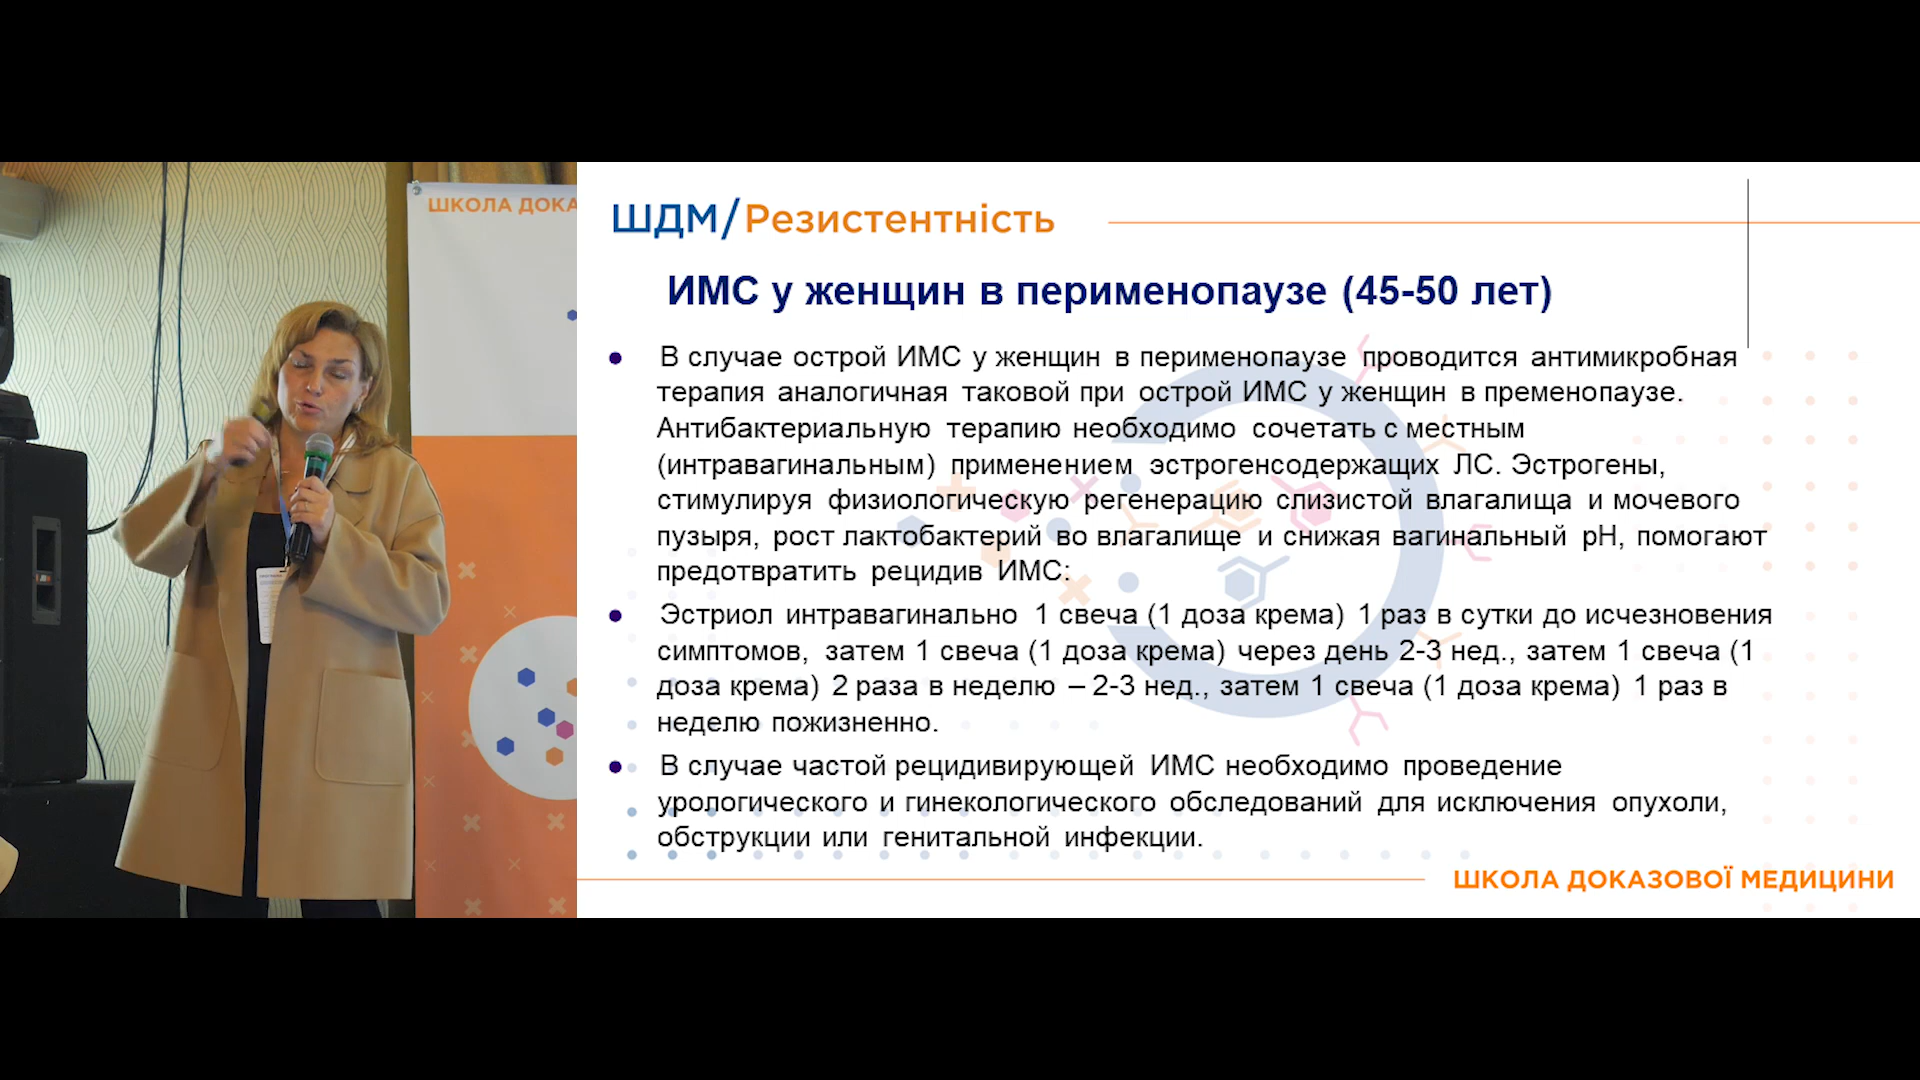 ШКОЛА ДОКА
ШДМ/Резистентність
ИМС у женщин в перименопаузе (45-50 лет)
● В случае острой ИМС у женщин в перименопаузе проводится антимикробная
терапия аналогичная таковой при острой ИМС у женщин в пременопаузе.
Антибактериальную терапию необходимо сочетать с местным
(интравагинальным) применением эстрогенсодержащих ЛС. Эстрогены,
стимулируя физиологическую регенерацию слизистой влагалища и мочевого
пузыря, рост лактобактерий во влагалище и снижая вагинальный рН, помогают
предотвратить рецидив ИМС:
● Эстриол интравагинально 1 свеча (1 доза крема) 1 раз в сутки до исчезновения
симптомов, затем 1 свеча (1 доза крема) через день 2-3 нед., затем 1 свеча (1
доза крема) 2 раза в неделю – 2-3 нед., затем 1 свеча (1 доза крема) 1 раз в
неделю пожизненно.
● В случае частой рецидивирующей ИМС необходимо проведение
урологического и гинекологического обследований для исключения опухоли,
обструкции или генитальной инфекции.
ШКОЛА ДОКАЗОВОЇ МЕДИЦИНИ